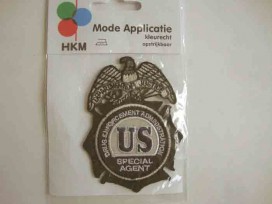 Mode Applicatie
kleurecht
opstrijkbaar
HKM
DRUG ENFORCEMENT ADMINISTRATION
US
SPECIAL
AGENT